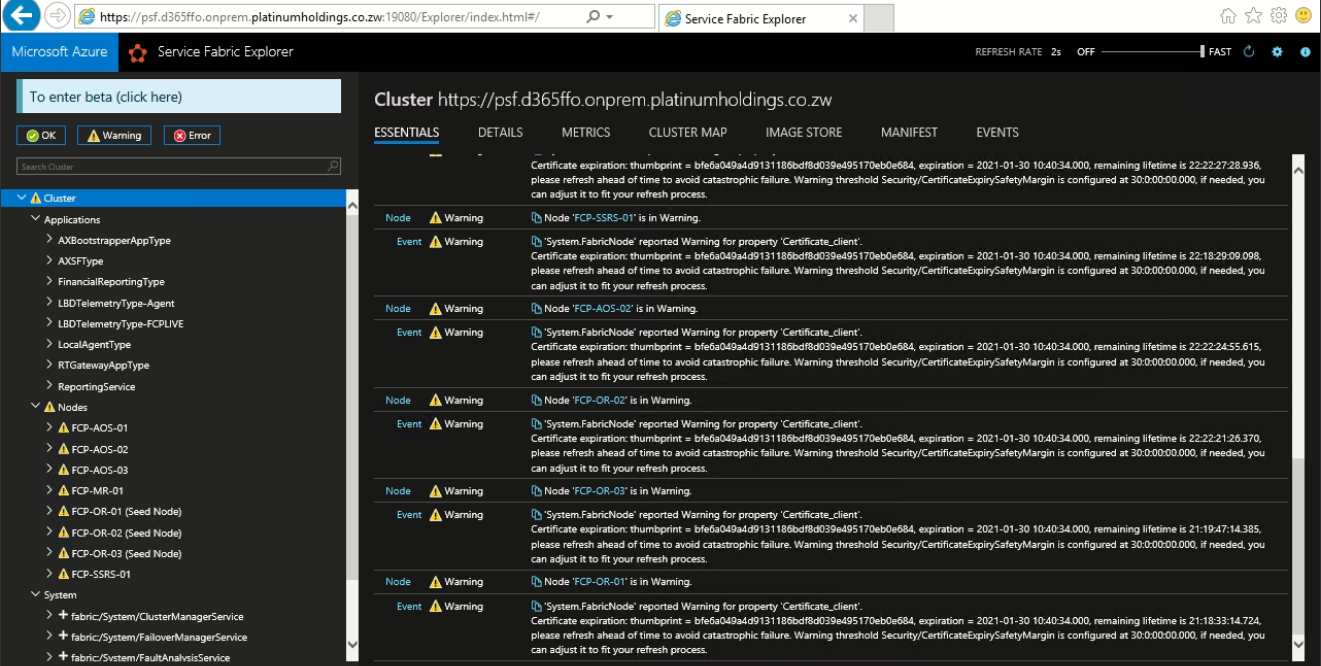 https://psf.d365ffo.onprem.platinumholdings.co.zw:19080/Explorer/index.html#/
Service Fabric Explorer
Microsoft Azure
Service Fabric Explorer
REFRESH RATE 2s OFF FAST
To enter beta (click here)
OK
Warning
Error
Search Cluster
Cluster
Applications
AXBootstrapperAppType
AXSFType
FinancialReportingType
LBDTelemetryType-Agent
LBDTelemetryType-FCPLIVE
LocalAgentType
RTGatewayAppType
ReportingService
Nodes
FCP-AOS-01
FCP-AOS-02
FCP-AOS-03
FCP-MR-01
FCP-OR-01 (Seed Node)
FCP-OR-02 (Seed Node)
FCP-OR-03 (Seed Node)
FCP-SSRS-01
System
fabric:/System/ClusterManagerService
fabric:/System/FailoverManagerService
fabric:/System/FaultAnalysisService
Cluster https://psf.d365ffo.onprem.platinumholdings.co.zw
ESSENTIALS DETAILS METRICS CLUSTER MAP IMAGE STORE MANIFEST EVENTS
Certificate expiration: thumbprint = bfe6a049a4d9131186bdf8d039e495170eb0e684, expiration = 2021-01-30 10:40:34.000, remaining lifetime is 22:22:27:28.936,
please refresh ahead of time to avoid catastrophic failure. Warning threshold Security/CertificateExpirySafetyMargin is configured at 30:0:00:00.000, if needed, you
can adjust it to fit your refresh process.
Node Warning Node 'FCP-SSRS-01' is in Warning.
Event Warning 'System.FabricNode' reported Warning for property 'Certificate_client'.
Certificate expiration: thumbprint = bfe6a049a4d9131186bdf8d039e495170eb0e684, expiration = 2021-01-30 10:40:34.000, remaining lifetime is 22:18:29:09.098,
please refresh ahead of time to avoid catastrophic failure. Warning threshold Security/CertificateExpirySafetyMargin is configured at 30:0:00:00.000, if needed, you
can adjust it to fit your refresh process.
Node Warning Node 'FCP-AOS-02' is in Warning.
Event Warning 'System.FabricNode' reported Warning for property 'Certificate_client'.
Certificate expiration: thumbprint = bfe6a049a4d9131186bdf8d039e495170eb0e684, expiration = 2021-01-30 10:40:34.000, remaining lifetime is 22:22:24:55.615,
please refresh ahead of time to avoid catastrophic failure. Warning threshold Security/CertificateExpirySafetyMargin is configured at 30:0:00:00.000, if needed, you
can adjust it to fit your refresh process.
Node Warning Node 'FCP-OR-02' is in Warning.
Event Warning 'System.FabricNode' reported Warning for property 'Certificate_client'.
Certificate expiration: thumbprint = bfe6a049a4d9131186bdf8d039e495170eb0e684, expiration = 2021-01-30 10:40:34.000, remaining lifetime is 22:22:21:26.370,
please refresh ahead of time to avoid catastrophic failure. Warning threshold Security/CertificateExpirySafetyMargin is configured at 30:0:00:00.000, if needed, you
can adjust it to fit your refresh process.
Node Warning Node 'FCP-OR-03' is in Warning.
Event Warning 'System.FabricNode' reported Warning for property 'Certificate_client'.
Certificate expiration: thumbprint = bfe6a049a4d9131186bdf8d039e495170eb0e684, expiration = 2021-01-30 10:40:34.000, remaining lifetime is 21:19:47:14.385,
please refresh ahead of time to avoid catastrophic failure. Warning threshold Security/CertificateExpirySafetyMargin is configured at 30:0:00:00.000, if needed, you
can adjust it to fit your refresh process.
Node Warning Node 'FCP-OR-01' is in Warning.
Event Warning 'System.FabricNode' reported Warning for property 'Certificate_client'.
Certificate expiration: thumbprint = bfe6a049a4d9131186bdf8d039e495170eb0e684, expiration = 2021-01-30 10:40:34.000, remaining lifetime is 21:18:33:14.724,
please refresh ahead of time to avoid catastrophic failure. Warning threshold Security/CertificateExpirySafetyMargin is configured at 30:0:00:00.000, if needed, you
can adjust it to fit your refresh process.